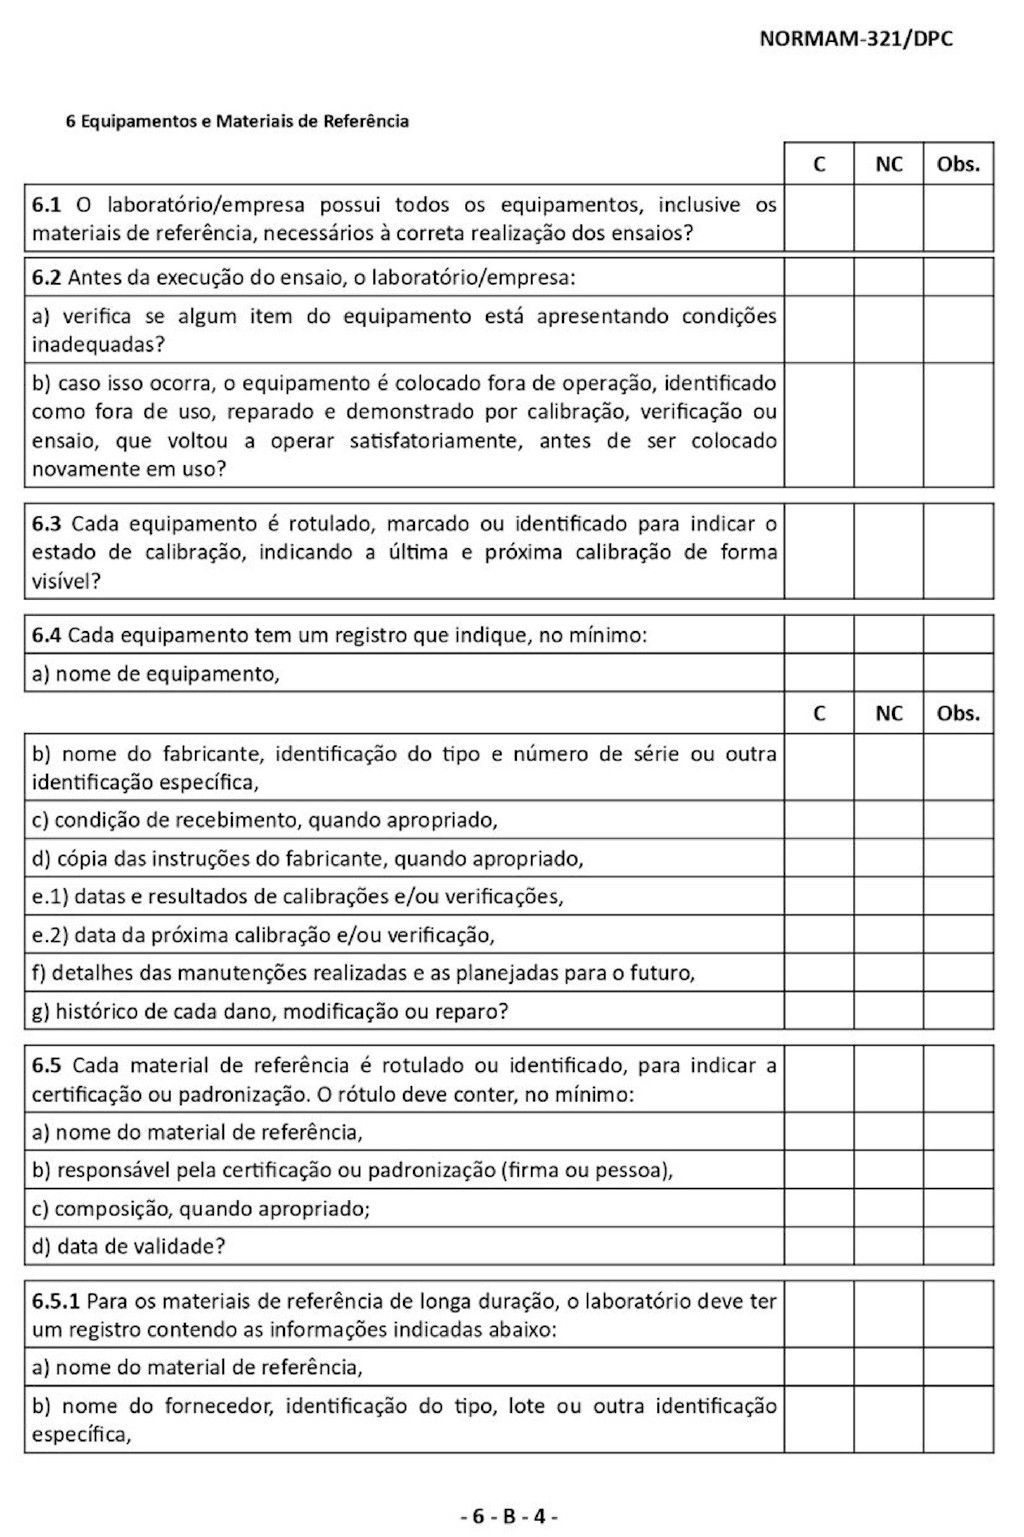 NORMAM-321/DPC
6 Equipamentos e Materiais de Referência
C NC Obs.
6.1 O laboratório/empresa possui todos os equipamentos, inclusive os
materiais de referência, necessários à correta realização dos ensaios?
6.2 Antes da execução do ensaio, o laboratório/empresa:
a) verifica se algum item do equipamento está apresentando condições
inadequadas?
b) caso isso ocorra, o equipamento é colocado fora de operação, identificado
como fora de uso, reparado e demonstrado por calibração, verificação ou
ensaio, que voltou a operar satisfatoriamente, antes de ser colocado
novamente em uso?
6.3 Cada equipamento é rotulado, marcado ou identificado para indicar o
estado de calibração, indicando a última e próxima calibração de forma
visível?
6.4 Cada equipamento tem um registro que indique, no mínimo:
a) nome de equipamento,
C NC Obs.
b) nome do fabricante, identificação do tipo e número de série ou outra
identificação específica,
c) condição de recebimento, quando apropriado,
d) cópia das instruções do fabricante, quando apropriado,
e.1) datas e resultados de calibrações e/ou verificações,
e.2) data da próxima calibração e/ou verificação,
f) detalhes das manutenções realizadas e as planejadas para o futuro,
g) histórico de cada dano, modificação ou reparo?
6.5 Cada material de referência é rotulado ou identificado, para indicar a
certificação ou padronização. O rótulo deve conter, no mínimo:
a) nome do material de referência,
b) responsável pela certificação ou padronização (firma ou pessoa),
c) composição, quando apropriado;
d) data de validade?
6.5.1 Para os materiais de referência de longa duração, o laboratório deve ter
um registro contendo as informações indicadas abaixo:
a) nome do material de referência,
b) nome do fornecedor, identificação do tipo, lote ou outra identificação
específica,
- 6 - B - 4 -